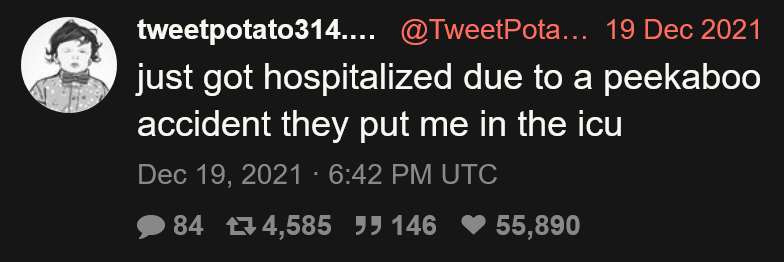 tweetpotato314.... @TweetPota... 19 Dec 2021
just got hospitalized due to a peekaboo
accident they put me in the icu
Dec 19, 2021 · 6:42 PM UTC
84 4,585 146 55,890